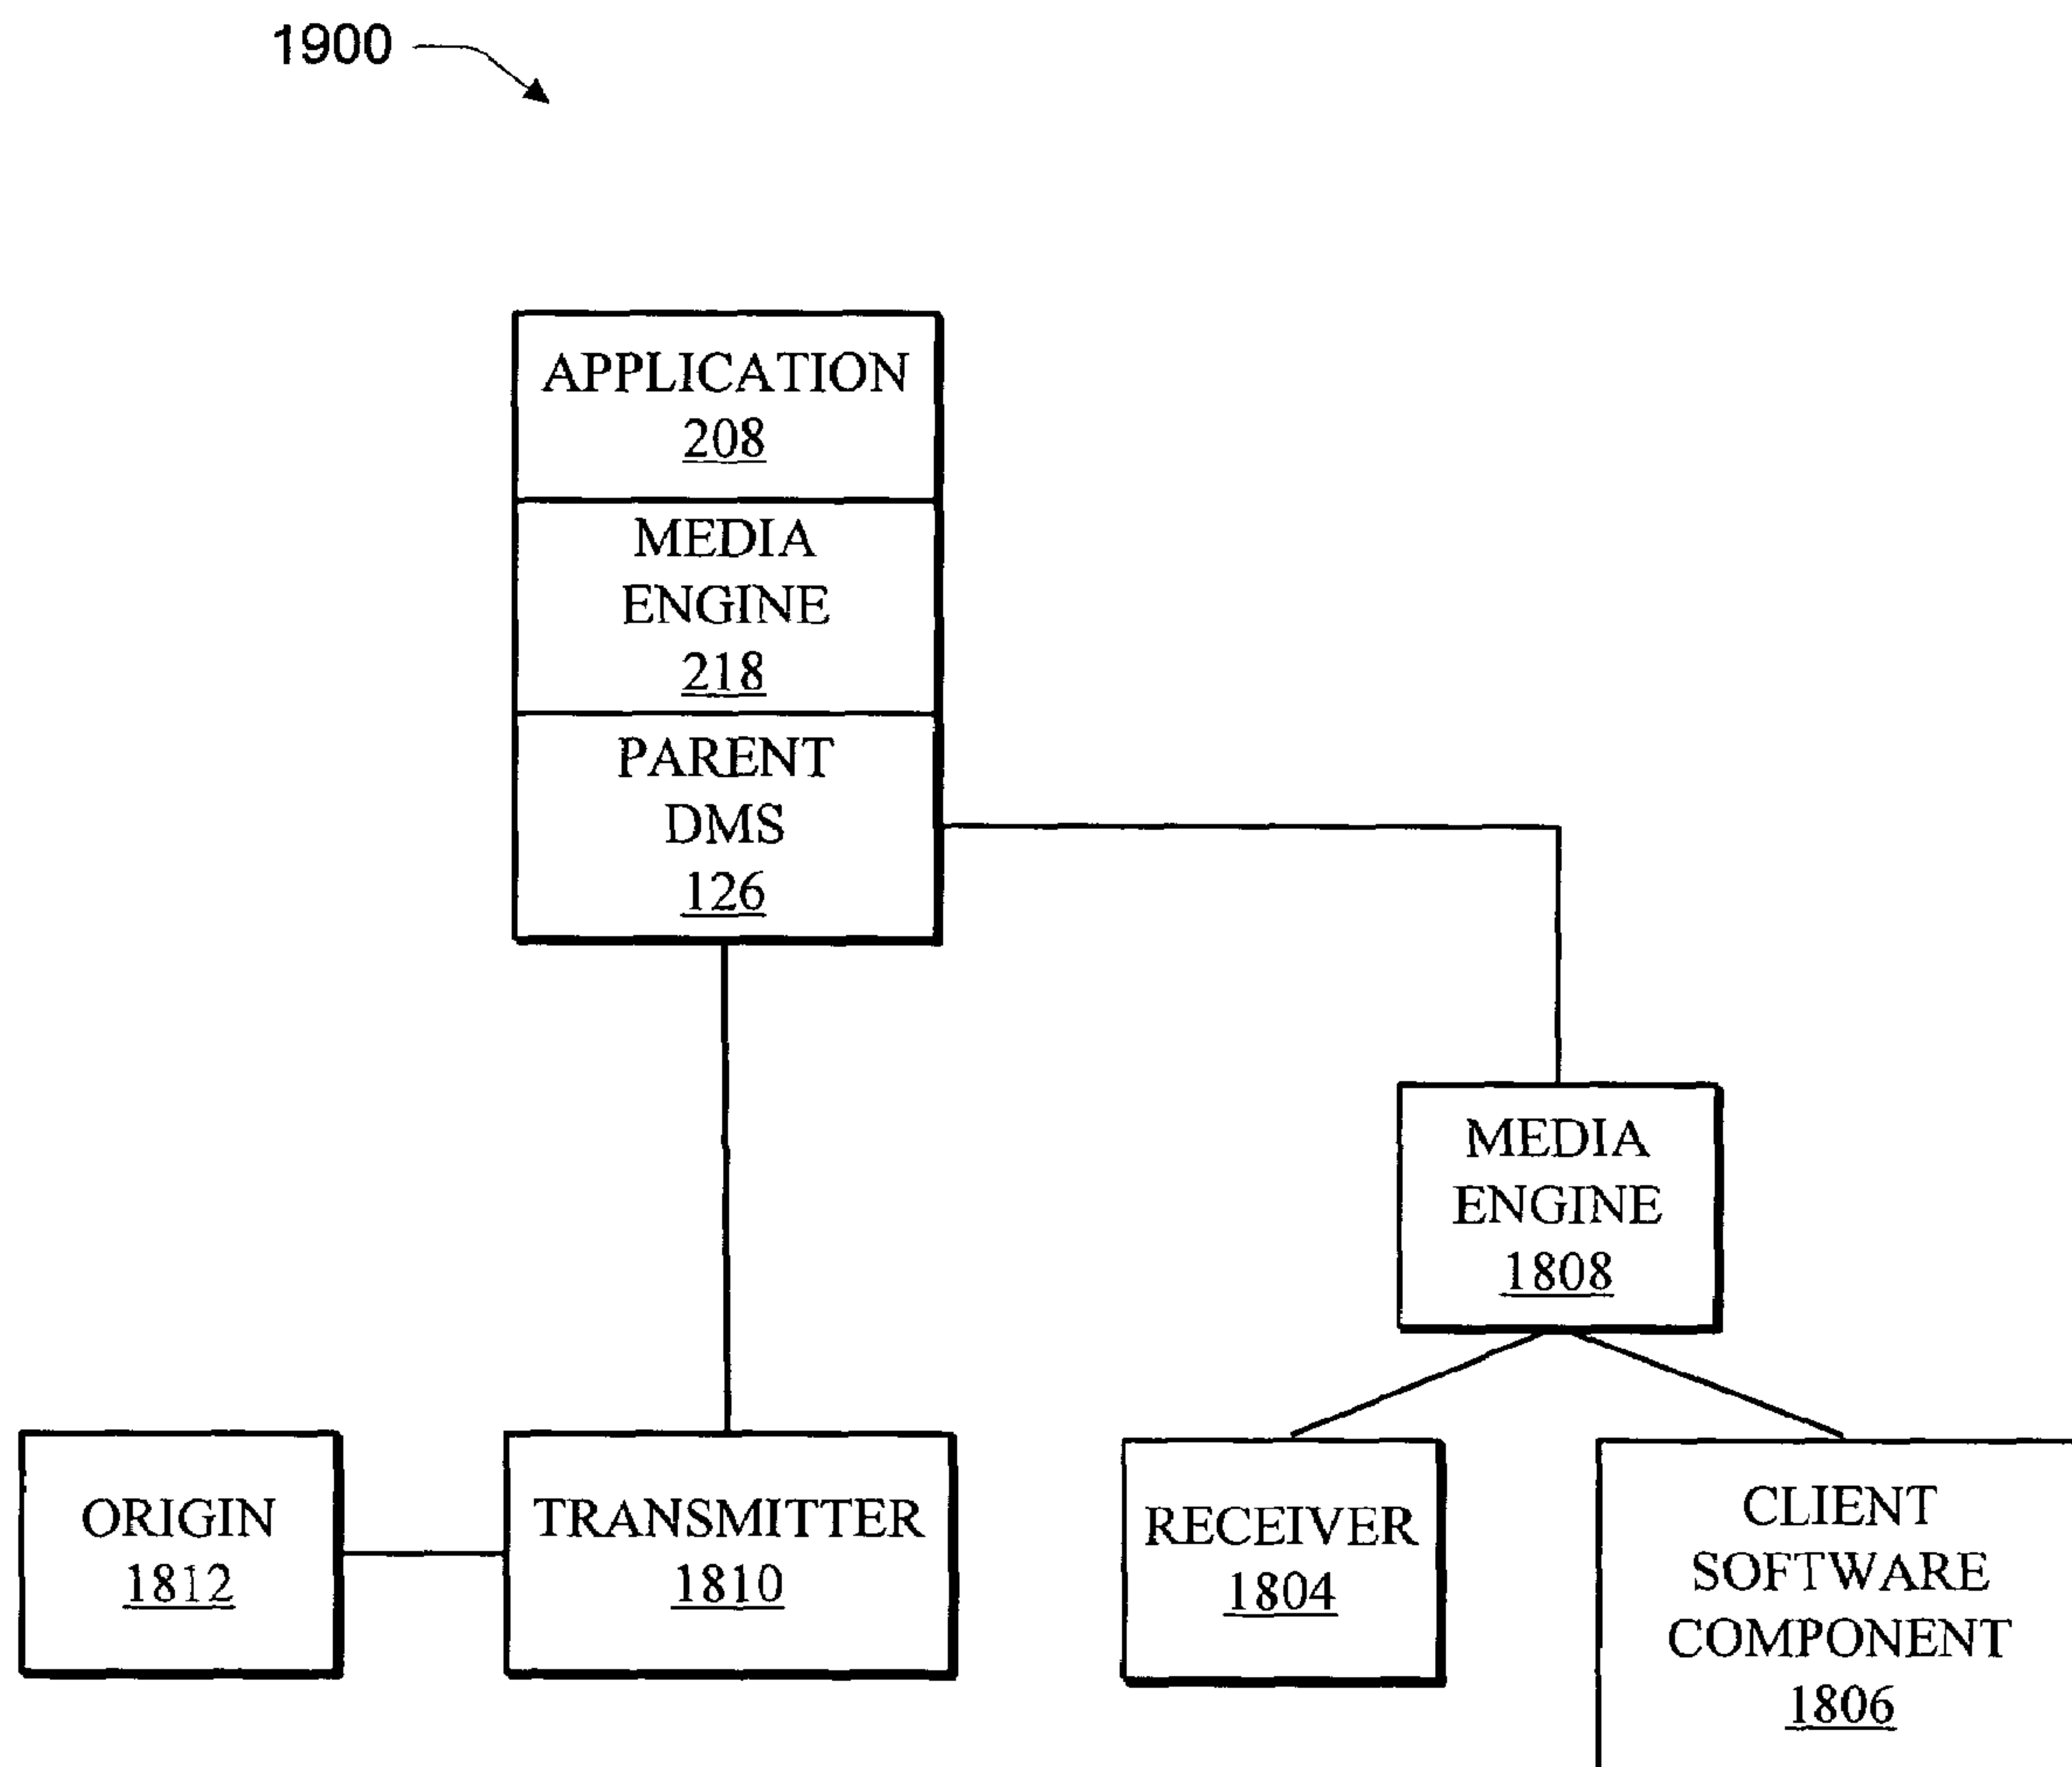 1900
APPLICATION
208
MEDIA
ENGINE
218
PARENT
DMS
126
MEDIA
ENGINE
1808
ORIGIN
1812
TRANSMITTER
1810
RECEIVER
1804
CLIENT
SOFTWARE
COMPONENT
1806